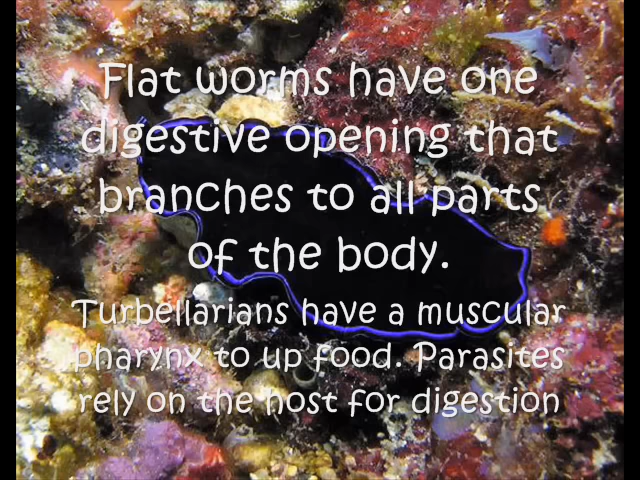 Flat worms have one
digestive opening that
branches to all parts
of the body.
Turbellarians have a muscular
pharynx to up food. Parasites
rely on the host for digestion